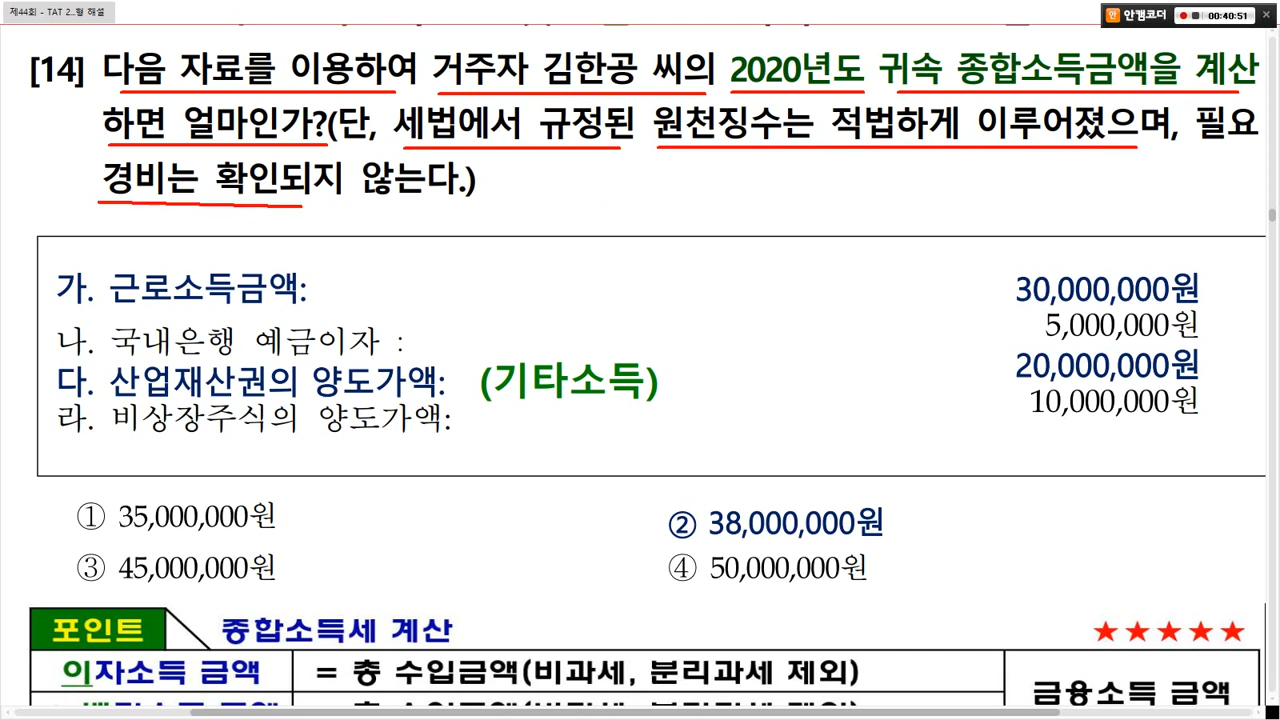 제44회 - TAT 2..형 해설
안캠코더
00:40:51
[14] 다음 자료를 이용하여 거주자 김한공 씨의 2020년도 귀속 종합소득금액을 계산
하면 얼마인가?(단, 세법에서 규정된 원천징수는 적법하게 이루어졌으며, 필요
경비는 확인되지 않는다.)
가. 근로소득금액: 30,000,000원
나. 국내은행 예금이자 : 5,000,000원
다. 산업재산권의 양도가액: (기타소득) 20,000,000원
라. 비상장주식의 양도가액: 10,000,000원
① 35,000,000원 ② 38,000,000원
③ 45,000,000원 ④ 50,000,000원
포인트 종합소득세 계산 ★★★★★
이자소득 금액 = 총 수입금액(비과세, 분리과세 제외)
금융소득 금액